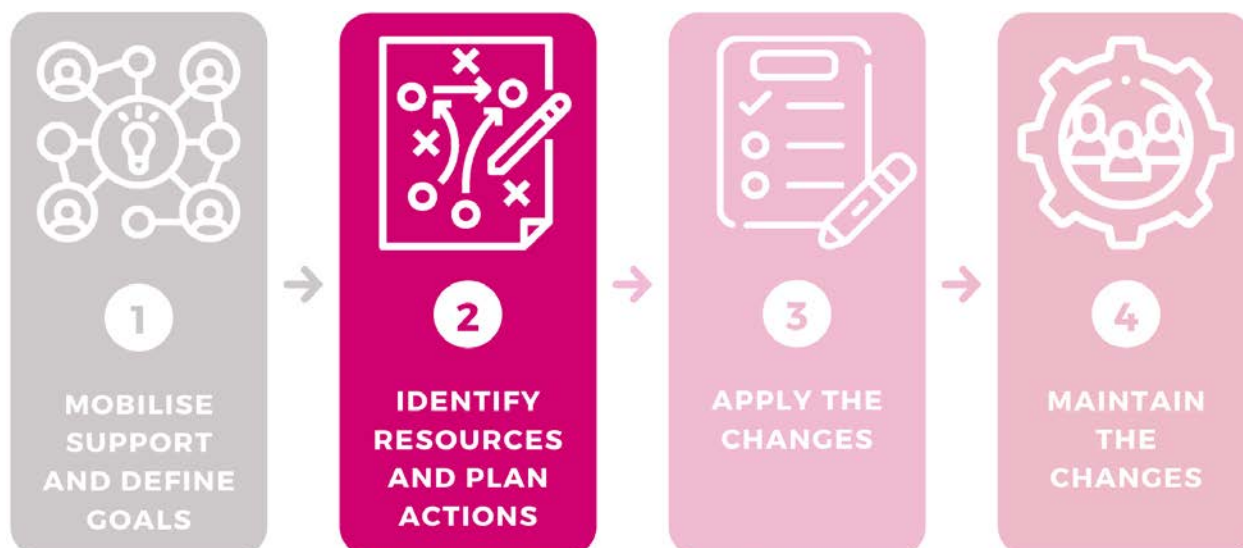 1
MOBILISE
SUPPORT
AND DEFINE
GOALS
2
IDENTIFY
RESOURCES
AND PLAN
ACTIONS
3
APPLY THE
CHANGES
4
MAINTAIN
THE
CHANGES